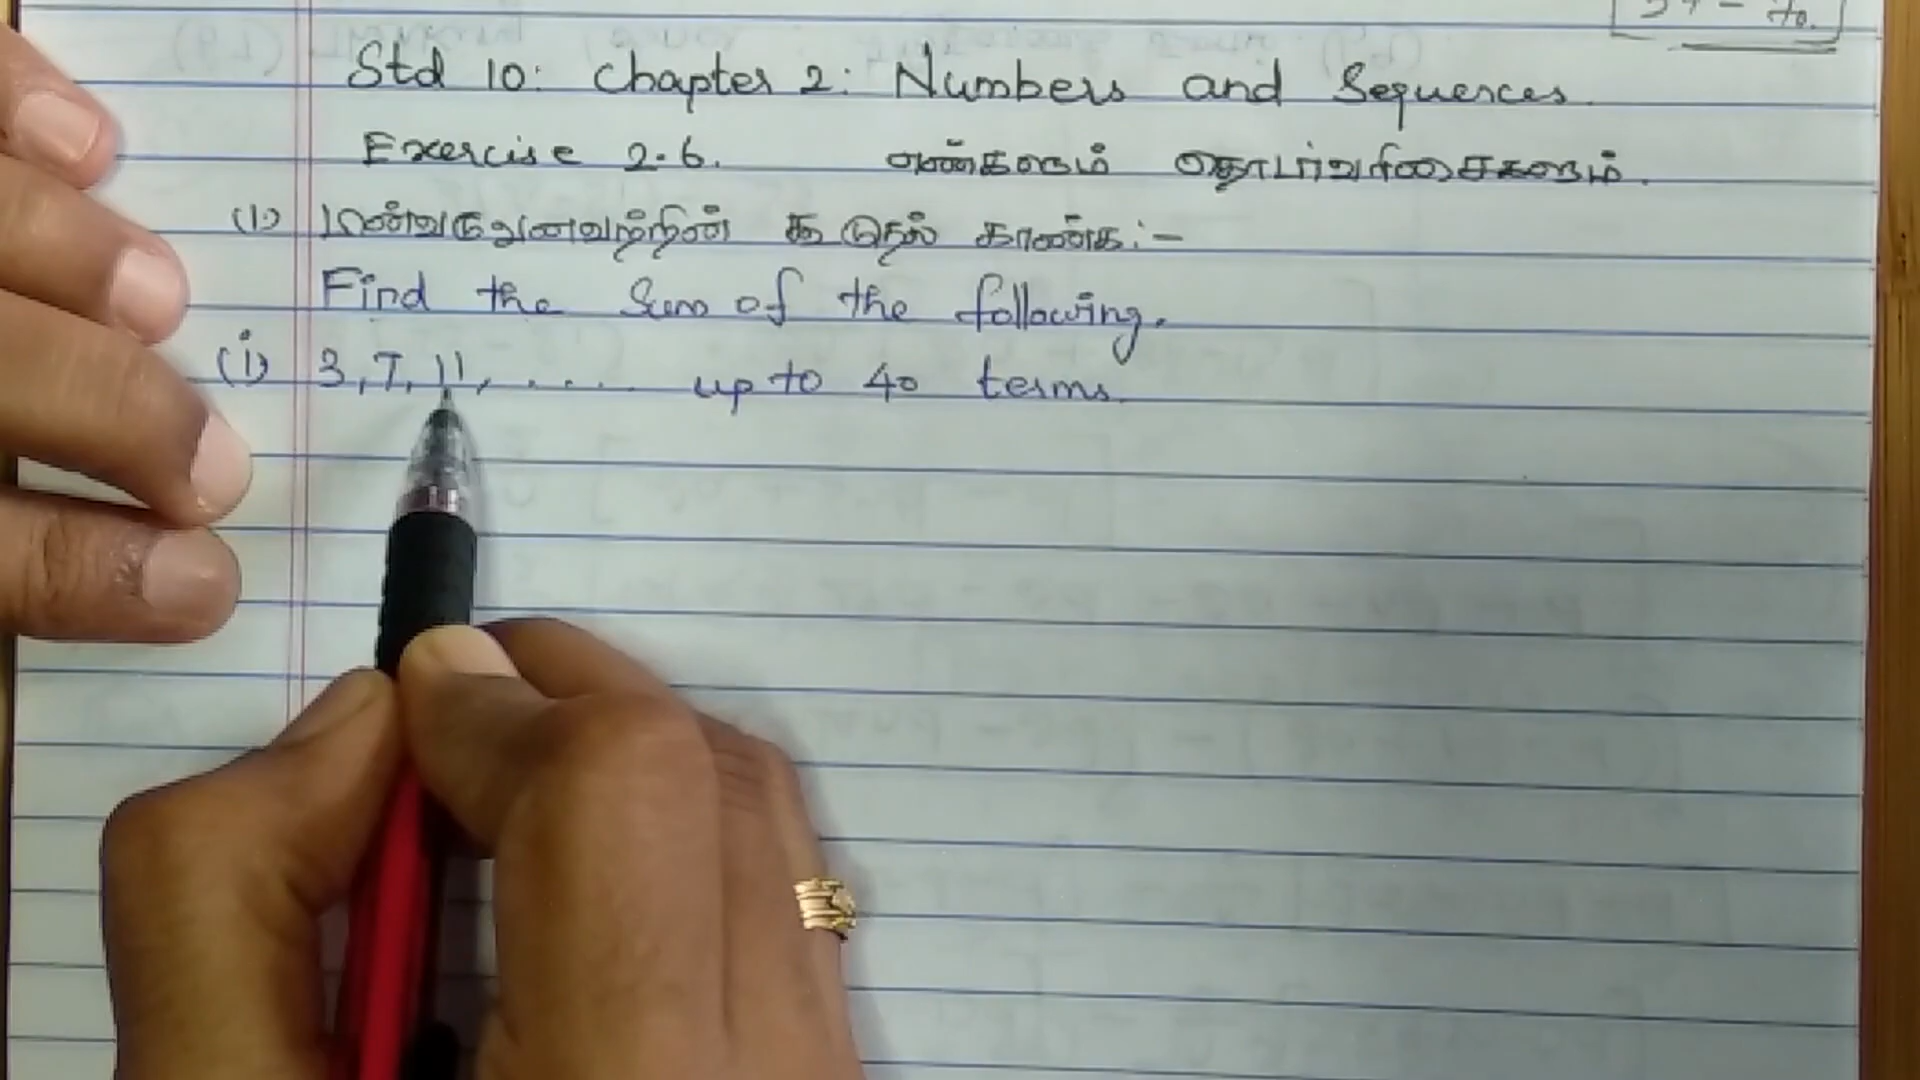 Std 10: Chapter 2: Numbers and Sequences.
Exercise 2.6. எண்களும் தொடர்வரிசைகளும்.
(1) பின்வருவனவற்றின் கூடுதல் காண்க:-
Find the Sum of the following.
(i) 3, 7, 11, ..... up to 40 terms.